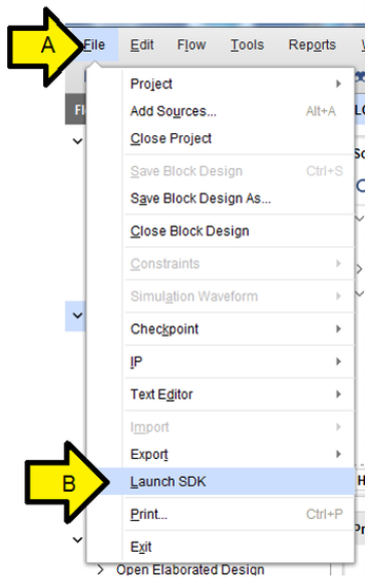 A File Edit Flow Tools Reports
Project
Add Sources... Alt+A
Close Project
Save Block Design Ctrl+S
Save Block Design As...
Close Block Design
Constraints
Simulation Waveform
Checkpoint
IP
Text Editor
Import
Export
B Launch SDK
Print... Ctrl+P
Exit
Open Elaborated Design